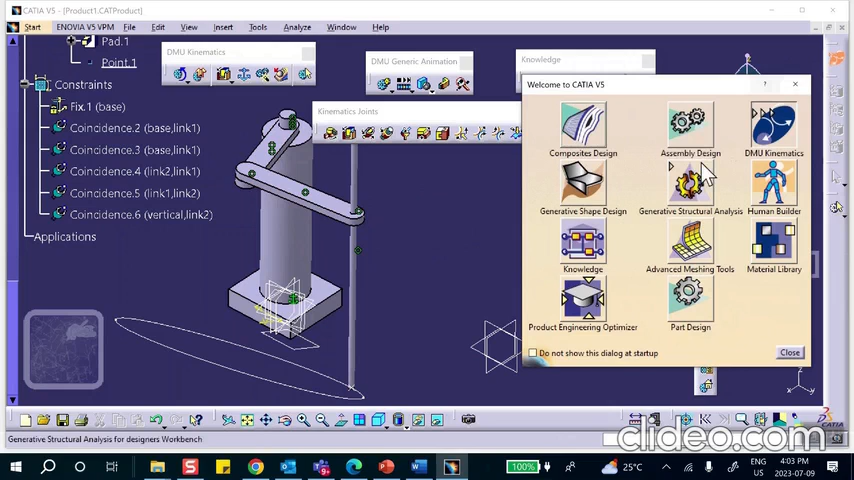 CATIA V5 - [Product1.CATProduct]
Start ENOVIA V5 VPM File Edit View Insert Tools Analyze Window Help
Pad.1
Point.1
Constraints
Fix.1 (base)
Coincidence.2 (base,link1)
Coincidence.3 (base,link1)
Coincidence.4 (link2,link1)
Coincidence.5 (link1,link2)
Coincidence.6 (vertical,link2)
Applications
DMU Kinematics
DMU Generic Animation
Knowledge
Kinematics Joints
Welcome to CATIA V5
Composites Design Assembly Design DMU Kinematics
Generative Shape Design Generative Structural Analysis Human Builder
Knowledge Advanced Meshing Tools Material Library
Product Engineering Optimizer Part Design
Do not show this dialog at startup Close
Generative Structural Analysis for designers Workbench
CATIA
clideo.com
100% 25°C ENG US 4:03 PM 2023-07-09